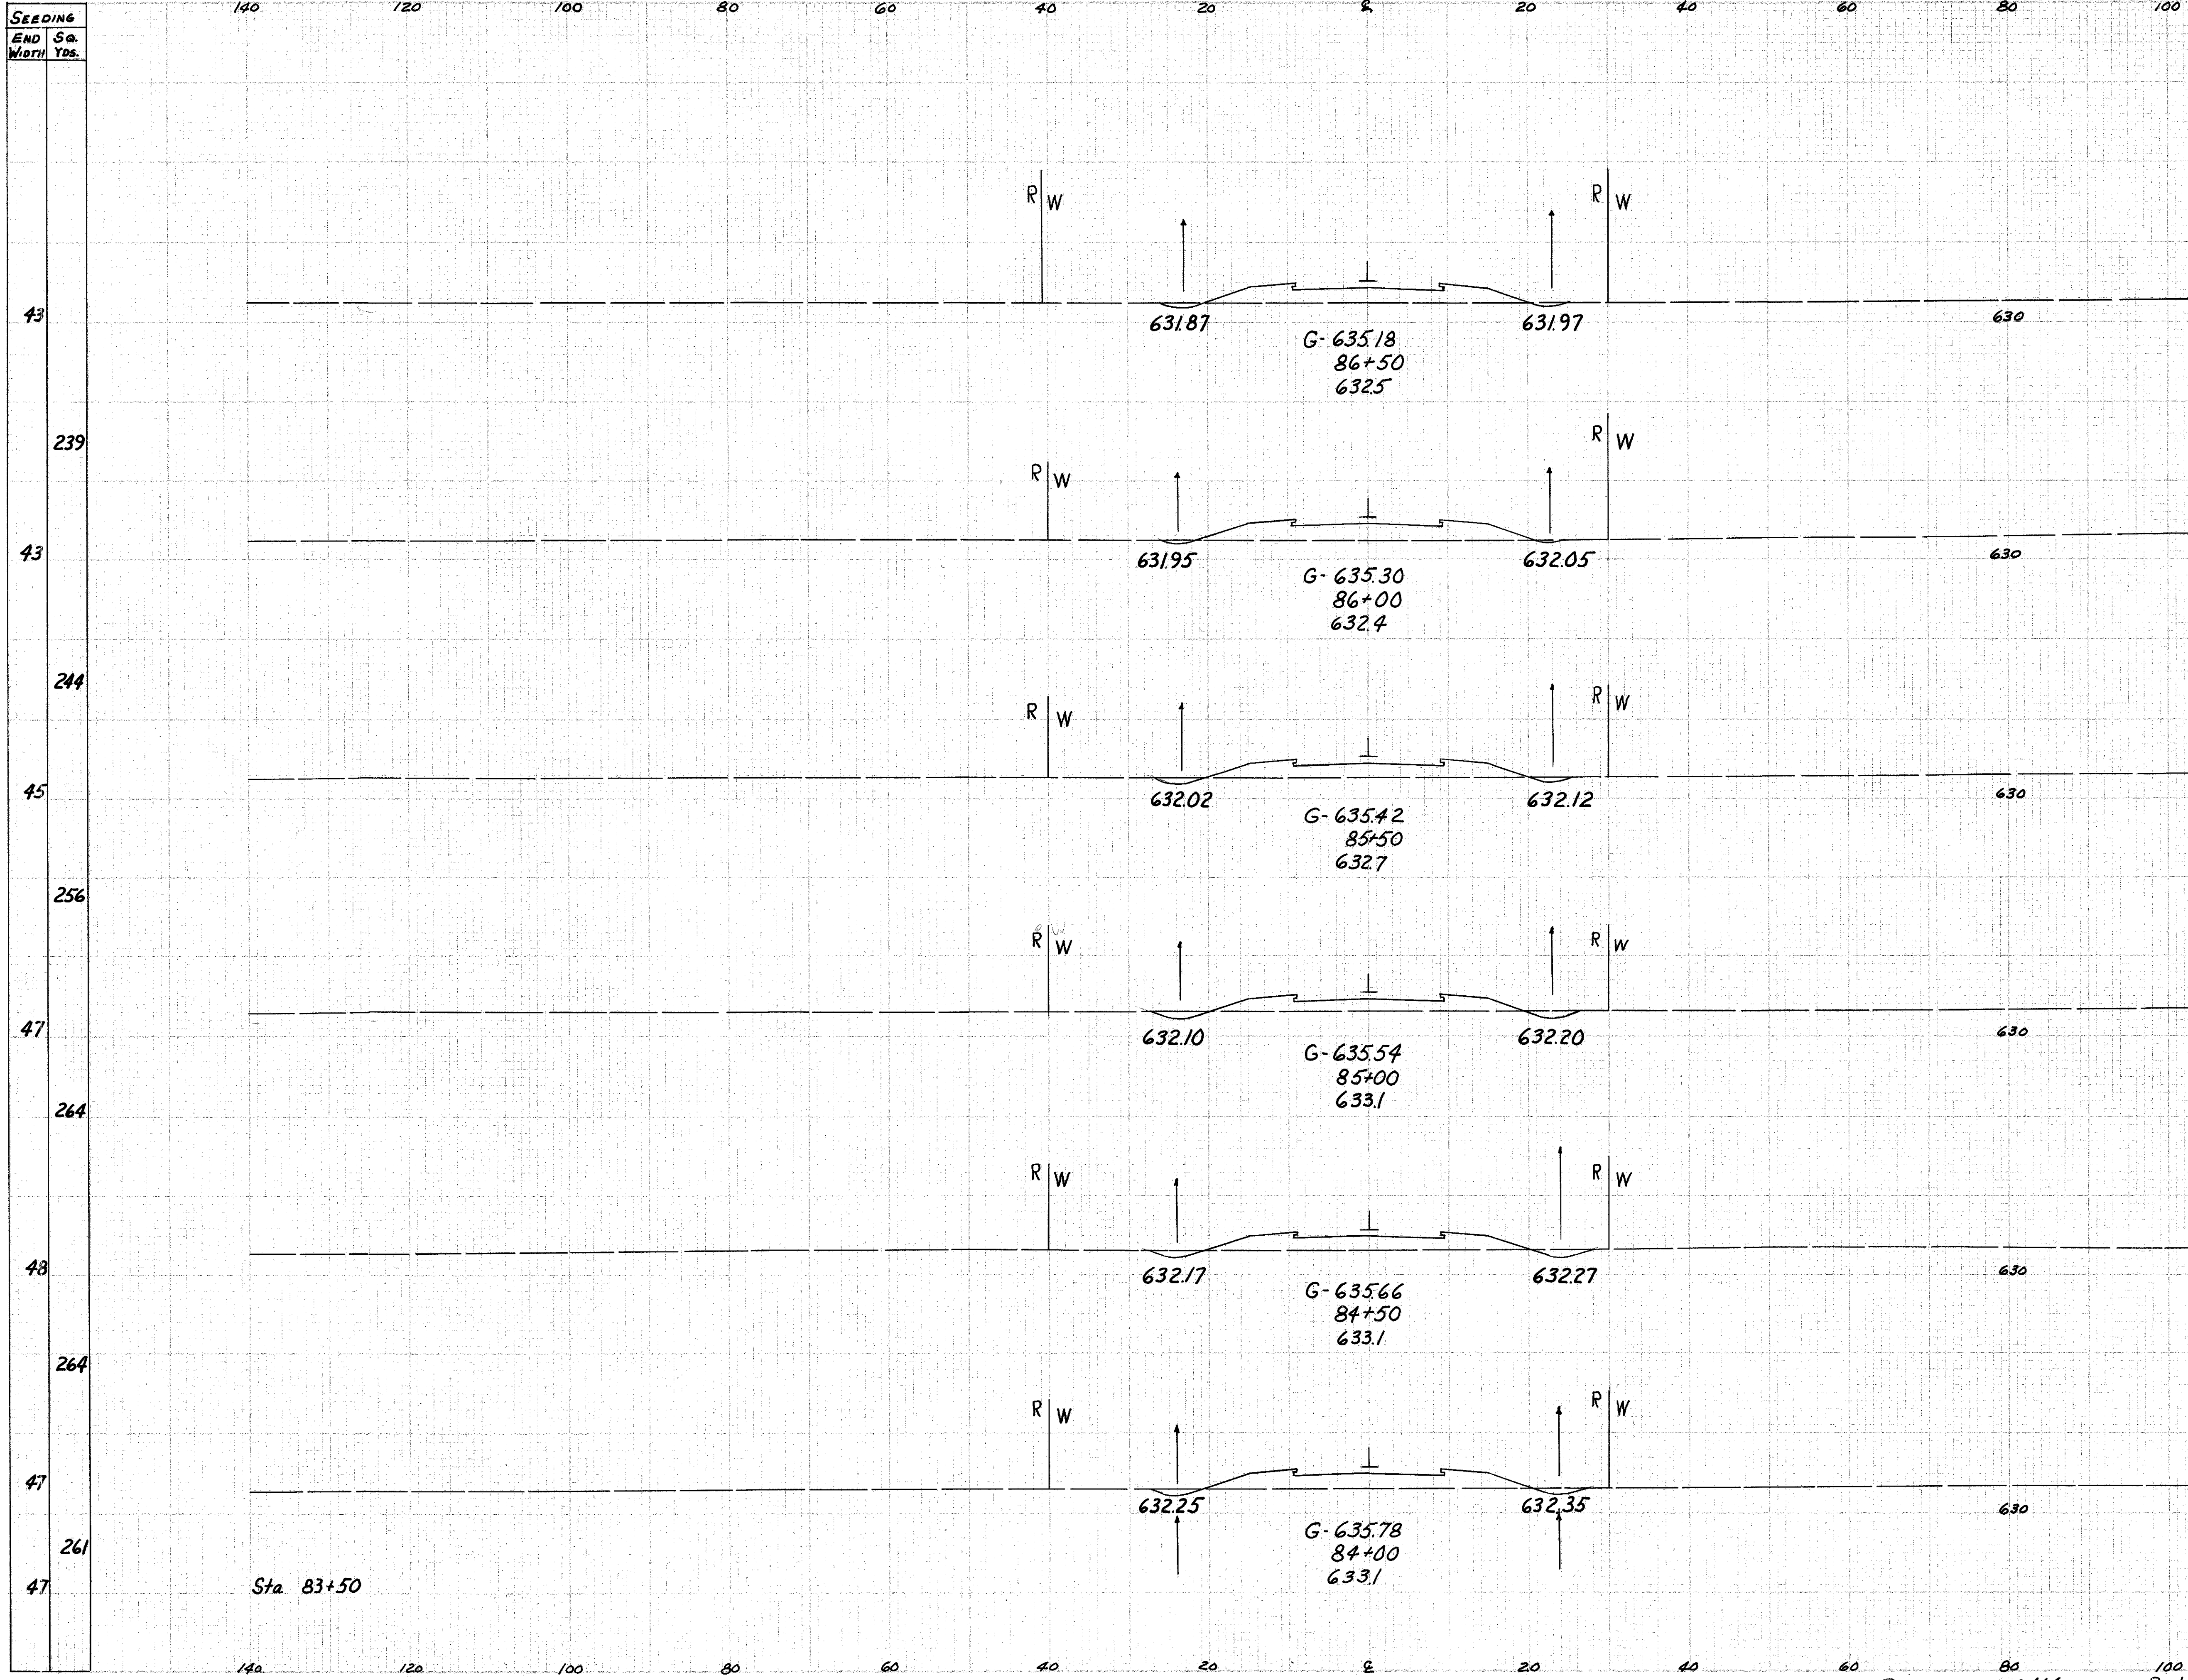 140 120 100 80 60 40 20 ℄ 20 40 60 80 100
SEEDING
END WIDTH
SQ. YDS.
R W R W
43 631.87 631.97 630
G-635.18
86+50
632.5
239
R W R W
43 631.95 632.05 630
G-635.30
86+00
632.4
244
R W R W
45 632.02 632.12 630
G-635.42
85+50
632.7
256
R W R W
47 632.10 632.20 630
G-635.54
85+00
633.1
264
R W R W
48 632.17 632.27 630
G-635.66
84+50
633.1
264
R W R W
47 632.25 632.35 630
G-635.78
84+00
633.1
261
47 Sta 83+50
140 120 100 80 60 40 20 ℄ 20 40 60 80 100